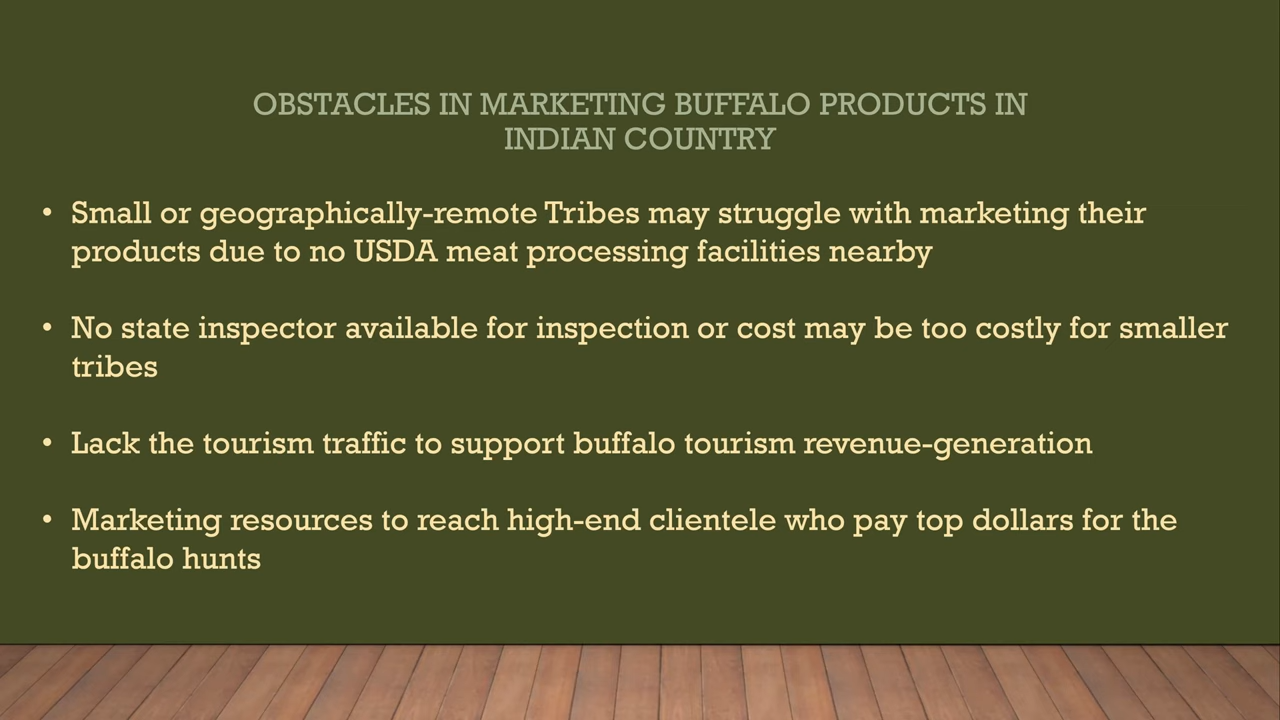 OBSTACLES IN MARKETING BUFFALO PRODUCTS IN
INDIAN COUNTRY
• Small or geographically-remote Tribes may struggle with marketing their
products due to no USDA meat processing facilities nearby
• No state inspector available for inspection or cost may be too costly for smaller
tribes
• Lack the tourism traffic to support buffalo tourism revenue-generation
• Marketing resources to reach high-end clientele who pay top dollars for the
buffalo hunts